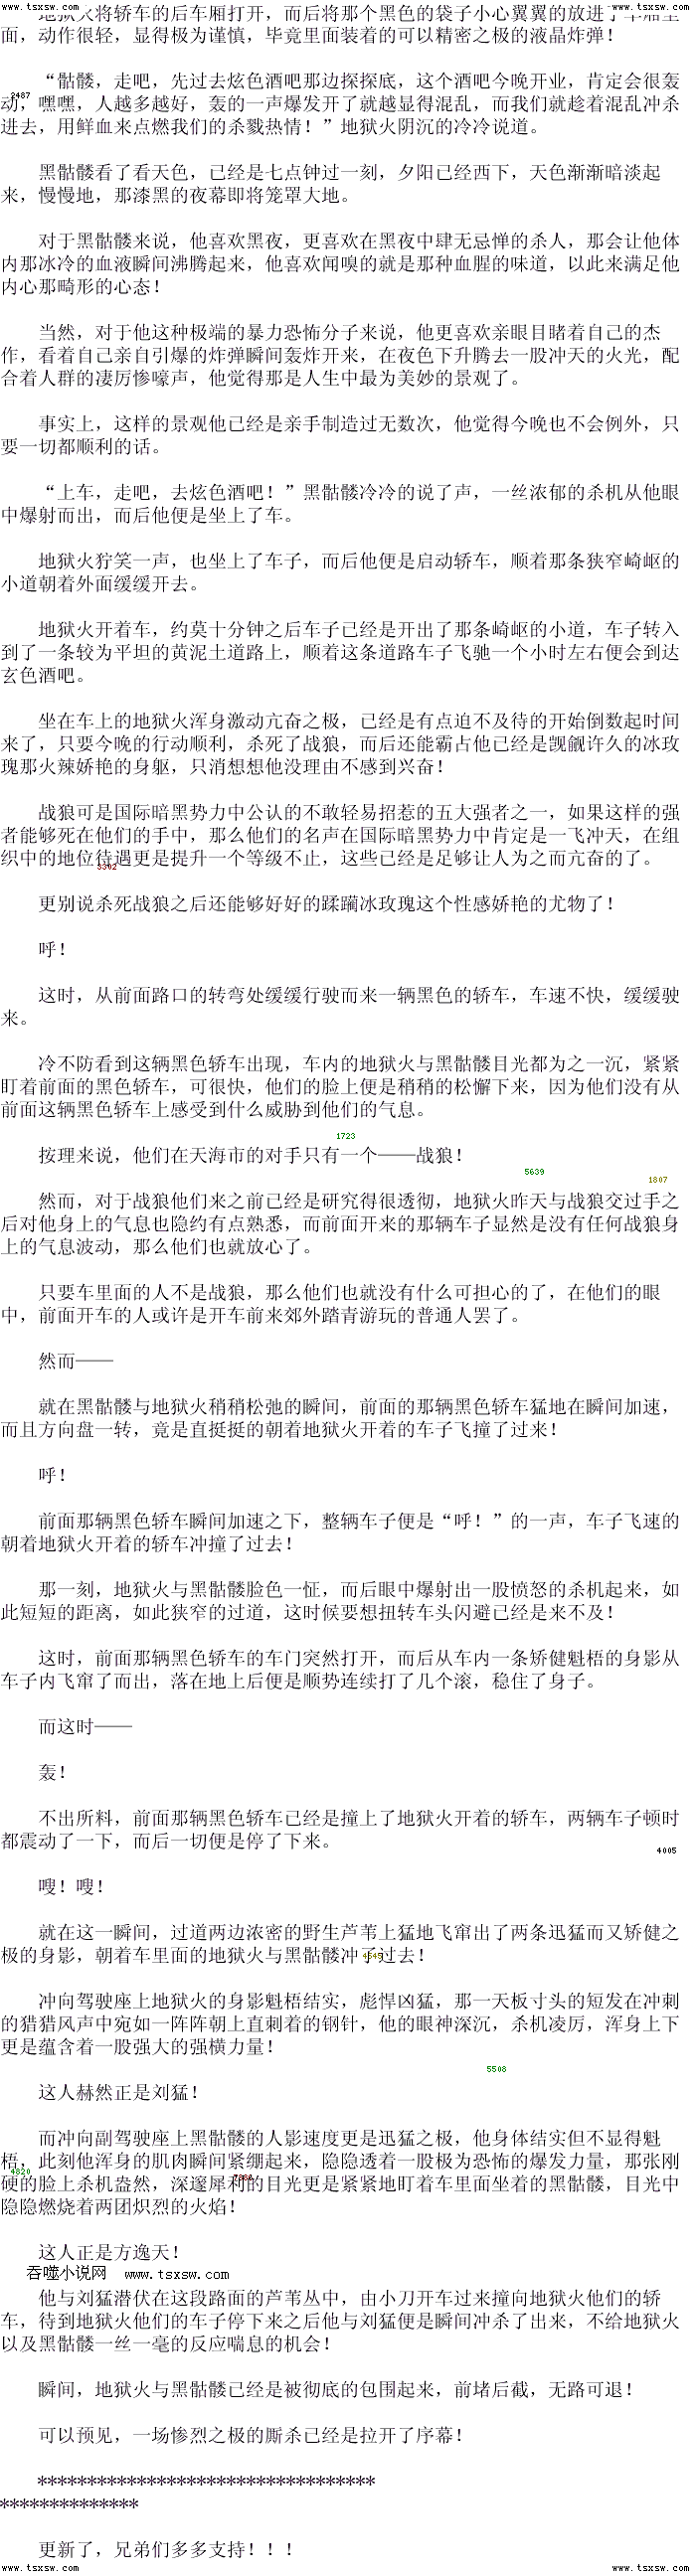 www.tsxsw.com www.tsxsw.com
地狱火将轿车的后车厢打开，而后将那个黑色的袋子小心翼翼的放进了车厢里
面，动作很轻，显得极为谨慎，毕竟里面装着的可以精密之极的液晶炸弹！
“骷髅，走吧，先过去炫色酒吧那边探探底，这个酒吧今晚开业，肯定会很轰
2487
动，嘿嘿，人越多越好，轰的一声爆发开了就越显得混乱，而我们就趁着混乱冲杀
进去，用鲜血来点燃我们的杀戮热情！”地狱火阴沉的冷冷说道。
黑骷髅看了看天色，己经是七点钟过一刻，夕阳己经西下，天色渐渐暗淡起
来，慢慢地，那漆黑的夜幕即将笼罩大地。
对于黑骷髅来说，他喜欢黑夜，更喜欢在黑夜中肆无忌惮的杀人，那会让他体
内那冰冷的血液瞬间沸腾起来，他喜欢闻嗅的就是那种血腥的味道，以此来满足他
内心那畸形的心态！
当然，对于他这种极端的暴力恐怖分子来说，他更喜欢亲眼目睹着自己的杰
作，看着自己亲自引爆的炸弹瞬间轰炸开来，在夜色下升腾去一股冲天的火光，配
合着人群的凄厉惨嚎声，他觉得那是人生中最为美妙的景观了。
事实上，这样的景观他己经是亲手制造过无数次，他觉得今晚也不会例外，只
要一切都顺利的话。
“上车，走吧，去炫色酒吧！”黑骷髅冷冷的说了声，一丝浓郁的杀机从他眼
中爆射而出，而后他便是坐上了车。
地狱火狞笑一声，也坐上了车子，而后他便是启动轿车，顺着那条狭窄崎岖的
小道朝着外面缓缓开去。
地狱火开着车，约莫十分钟之后车子己经是开出了那条崎岖的小道，车子转入
到了一条较为平坦的黄泥土道路上，顺着这条道路车子飞驰一个小时左右便会到达
玄色酒吧。
坐在车上的地狱火浑身激动亢奋之极，己经是有点迫不及待的开始倒数起时间
来了，只要今晚的行动顺利，杀死了战狼，而后还能霸占他己经是觊觎许久的冰玫
瑰那火辣娇艳的身躯，只消想想他没理由不感到兴奋！
战狼可是国际暗黑势力中公认的不敢轻易招惹的五大强者之一，如果这样的强
者能够死在他们的手中，那么他们的名声在国际暗黑势力中肯定是一飞冲天，在组
织中的地位待遇更是提升一个等级不止，这些己经是足够让人为之而亢奋的了。
更别说杀死战狼之后还能够好好的蹂躏冰玫瑰这个性感娇艳的尤物了！
呼！
这时，从前面路口的转弯处缓缓行驶而来一辆黑色的轿车，车速不快，缓缓驶
来。
冷不防看到这辆黑色轿车出现，车内的地狱火与黑骷髅目光都为之一沉，紧紧
盯着前面的黑色轿车，可很快，他们的脸上便是稍稍的松懈下来，因为他们没有从
前面这辆黑色轿车上感受到什么威胁到他们的气息。
1723
按理来说，他们在天海市的对手只有一个——战狼！
5639
1807
然而，对于战狼他们来之前己经是研究得很透彻，地狱火昨天与战狼交过手之
后对他身上的气息也隐约有点熟悉，而前面开来的那辆车子显然是没有任何战狼身
上的气息波动，那么他们也就放心了。
只要车里面的人不是战狼，那么他们也就没有什么可担心的了，在他们的眼
中，前面开车的人或许是开车前来郊外踏青游玩的普通人罢了。
然而——
就在黑骷髅与地狱火稍稍松弛的瞬间，前面的那辆黑色轿车猛地在瞬间加速，
而且方向盘一转，竟是直挺挺的朝着地狱火开着的车子飞撞了过来！
呼！
前面那辆黑色轿车瞬间加速之下，整辆车子便是“呼！”的一声，车子飞速的
朝着地狱火开着的轿车冲撞了过去！
那一刻，地狱火与黑骷髅脸色一怔，而后眼中爆射出一股愤怒的杀机起来，如
此短短的距离，如此狭窄的过道，这时候要想扭转车头闪避己经是来不及！
这时，前面那辆黑色轿车的车门突然打开，而后从车内一条矫健魁梧的身影从
车子内飞窜了而出，落在地上后便是顺势连续打了几个滚，稳住了身子。
而这时——
轰！
不出所料，前面那辆黑色轿车己经是撞上了地狱火开着的轿车，两辆车子顿时
都震动了一下，而后一切便是停了下来。
4005
嗖！嗖！
就在这一瞬间，过道两边浓密的野生芦苇上猛地飞窜出了两条迅猛而又矫健之
极的身影，朝着车里面的地狱火与黑骷髅冲了过去！
冲向驾驶座上地狱火的身影魁梧结实，彪悍凶猛，那一天板寸头的短发在冲刺
的猎猎风声中宛如一阵阵朝上直刺着的钢针，他的眼神深沉，杀机凌厉，浑身上下
更是蕴含着一股强大的强横力量！
5508
这人赫然正是刘猛！
而冲向副驾驶座上黑骷髅的人影速度更是迅猛之极，他身体结实但不显得魁
梧，此刻他浑身的肌肉瞬间紧绷起来，隐隐透着一股极为恐怖的爆发力量，那张刚
4820
硬的脸上杀机盎然，深邃犀利的目光更是紧紧地盯着车里面坐着的黑骷髅，目光中
隐隐燃烧着两团炽烈的火焰！
这人正是方逸天！
吞噬小说网 www.tsxsw.com
他与刘猛潜伏在这段路面的芦苇丛中，由小刀开车过来撞向地狱火他们的轿
车，待到地狱火他们的车子停下来之后他与刘猛便是瞬间冲杀了出来，不给地狱火
以及黑骷髅一丝一毫的反应喘息的机会！
瞬间，地狱火与黑骷髅己经是被彻底的包围起来，前堵后截，无路可退！
可以预见，一场惨烈之极的厮杀己经是拉开了序幕！
**********************************
**************
更新了，兄弟们多多支持！！！
www.tsxsw.com www.tsxsw.com